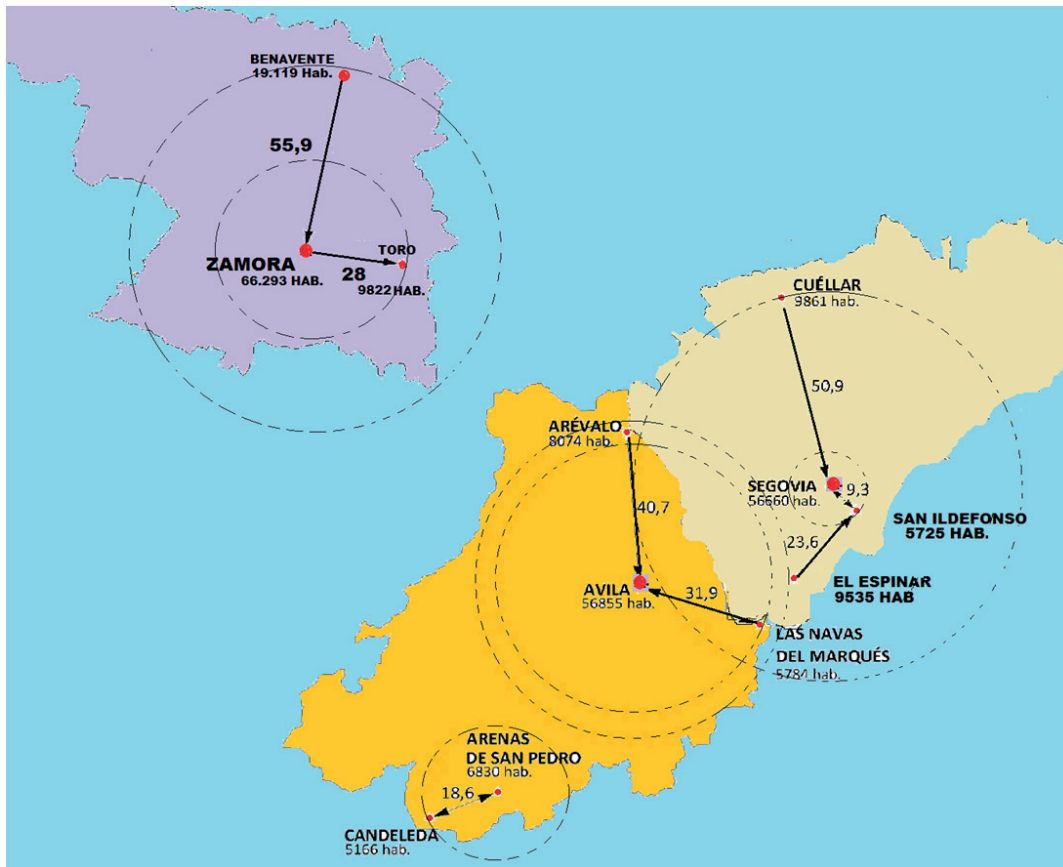 BENAVENTE
19.119 Hab.
55,9
TORO
ZAMORA
28
66.293 HAB.
9822 HAB.
CUÉLLAR
9861 hab.
50,9
ARÉVALO
8074 hab.
SEGOVIA
56660 hab.
9,3
40,7
SAN ILDEFONSO
5725 HAB.
23,6
AVILA
56855 hab.
31,9
EL ESPINAR
9535 HAB
LAS NAVAS
DEL MARQUÉS
5784 hab.
ARENAS
DE SAN PEDRO
6830 hab.
18,6
CANDELEDA
5166 hab.